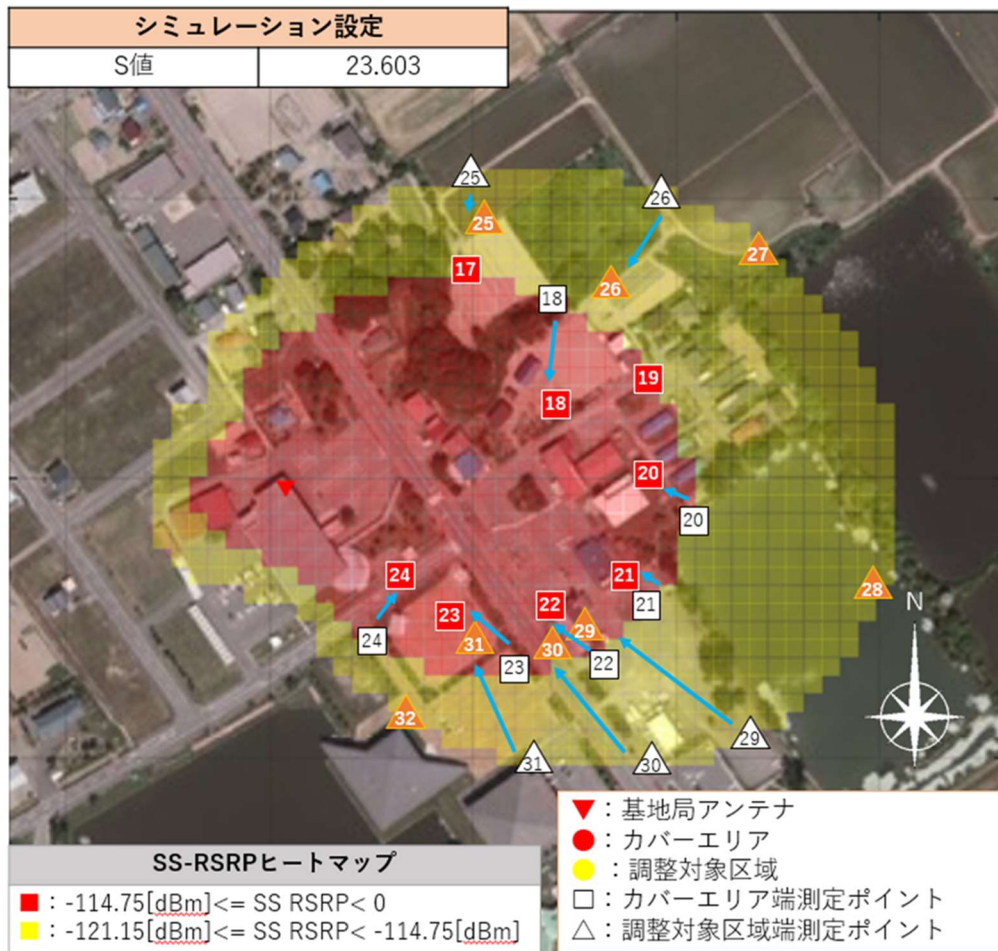 シミュレーション設定
S値 23.603
25
26
25
27
17
26
18
19
18
20
20
28
24
21
N
21
23
22
29
24
31
30
22
23
32
29
31
30
▼：基地局アンテナ
●：カバーエリア
●：調整対象区域
□：カバーエリア端測定ポイント
△：調整対象区域端測定ポイント
SS-RSRPヒートマップ
■：-114.75[dBm]<= SS RSRP< 0
■：-121.15[dBm]<= SS RSRP< -114.75[dBm]